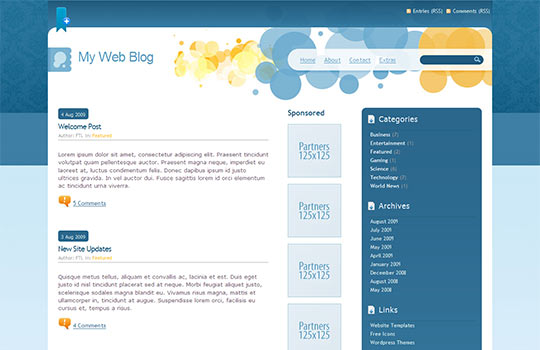 Entries (RSS) Comments (RSS)
My Web Blog
Home About Contact Extras
4 Aug 2009
Welcome Post
Author: FTL In: Featured
Lorem ipsum dolor sit amet, consectetur adipiscing elit. Praesent tincidunt
volutpat quam pellentesque auctor. Praesent magna neque, imperdiet eu
laoreet at, luctus condimentum felis. Donec dapibus ipsum id justo
ultrices gravida. In vel auctor dui. Fusce sagittis lorem id orci elementum
tincidunt urna viverra.
5 Comments
3 Aug 2009
New Site Updates
Author: FTL In: Featured
Quisque metus tellus, aliquam et convallis ac, lacinia et est. Duis eget
justo id nisl tincidunt placerat sed at neque. Morbi feugiat aliquet justo,
scelerisque sodales magna blandit eu. Vivamus risus magna, mattis et
ullamcorper in, tincidunt at augue. Suspendisse lorem orci, facilisis eu
cursus et, tempus a risus.
4 Comments
Sponsored
Partners
125x125
Partners
125x125
Partners
125x125
Partners
Categories
Business (7)
Entertainment (1)
Featured (2)
Gaming (1)
Science (6)
Technology (7)
World News (1)
Archives
August 2009
July 2009
June 2009
May 2009
April 2009
January 2009
December 2008
August 2008
May 2008
Links
Website Templates
Free Icons
Wordpress Themes